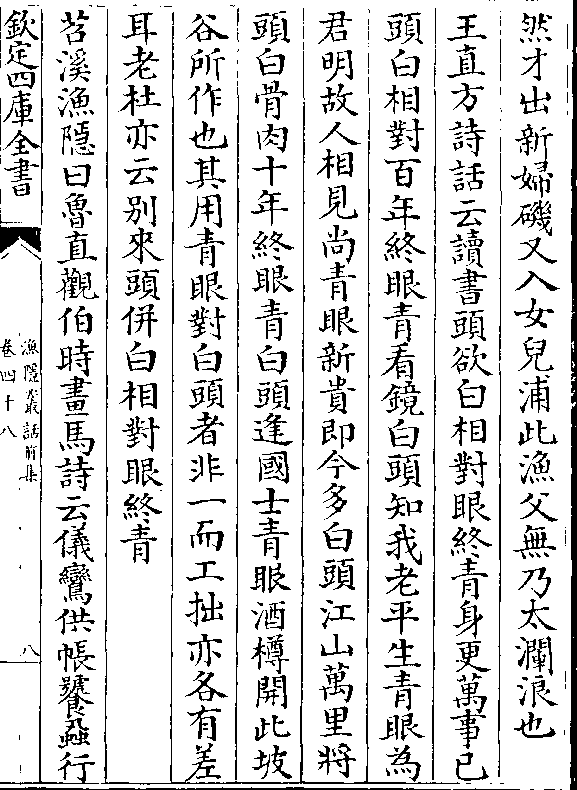 然才出新婦磯又入女兒浦此漁父無乃太瀾浪也
王直方詩話云讀書頭欲白相對眼終青身更萬事已
頭白相對百年終眼青看鏡白頭知我老平生青眼為
君明故人相見尚青眼新貴即今多白頭江山萬里將
頭白骨肉十年終眼青白頭逢國士青眼酒樽開此坡
谷所作也其用青眼對白頭者非一而工拙亦各有差
耳老杜亦云别來頭併白相對眼終青
苕溪漁隱曰魯直觀伯時畫馬詩云儀鸞供帳饕蝨行
欽定四庫全書
漁隱叢話前集
卷四十八
八